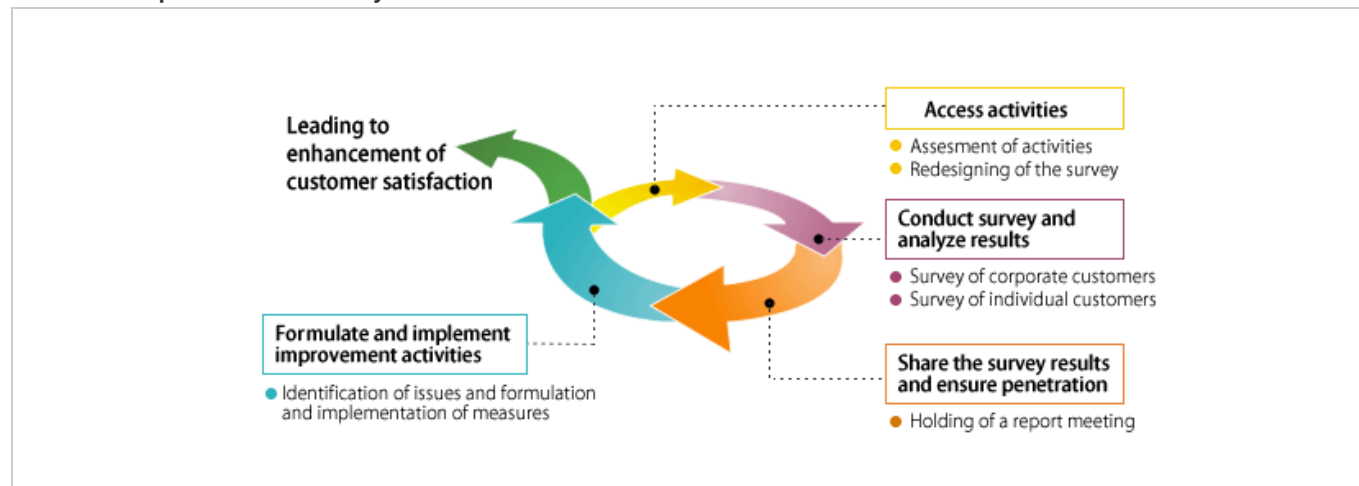 Leading to
enhancement of
customer satisfaction
Access activities
Assesment of activities
Redesigning of the survey
Conduct survey and
analyze results
Survey of corporate customers
Survey of individual customers
Formulate and implement
improvement activities
Identification of issues and formulation
and implementation of measures
Share the survey results
and ensure penetration
Holding of a report meeting